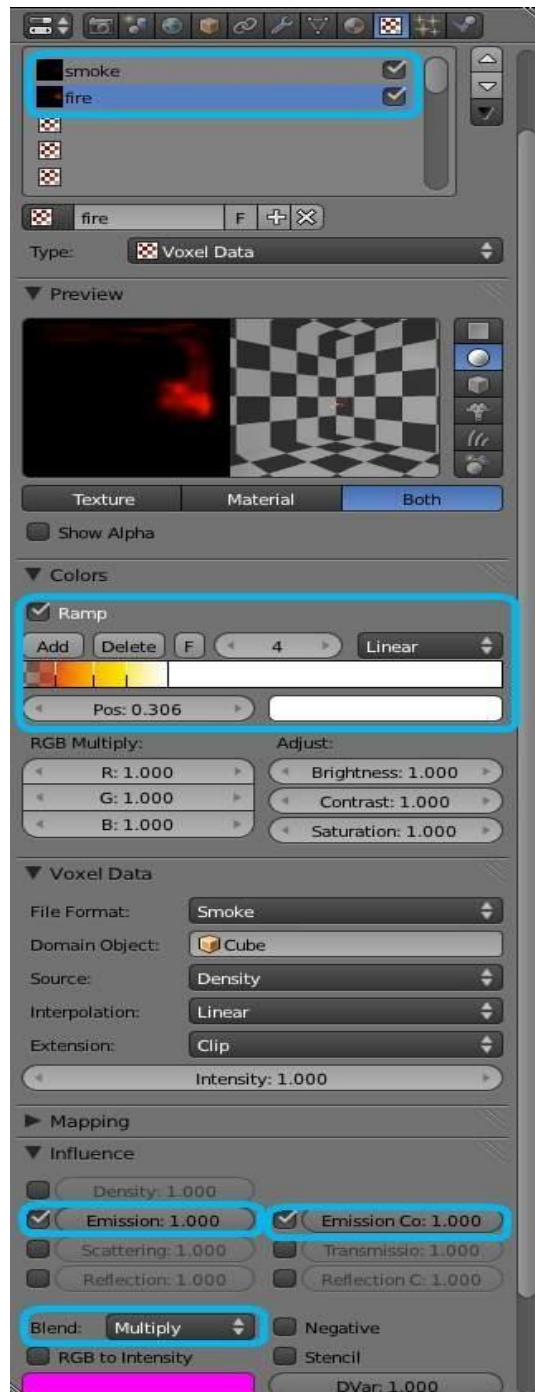 smoke
fire
fire F
Type: Voxel Data
Preview
Texture Material Both
Show Alpha
Colors
Ramp
Add Delete F 4 Linear
Pos: 0.306
RGB Multiply: Adjust:
R: 1.000 Brightness: 1.000
G: 1.000 Contrast: 1.000
B: 1.000 Saturation: 1.000
Voxel Data
File Format: Smoke
Domain Object: Cube
Source: Density
Interpolation: Linear
Extension: Clip
Intensity: 1.000
Mapping
Influence
Density: 1.000
Emission: 1.000 Emission Co: 1.000
Scattering: 1.000 Transmissio: 1.000
Reflection: 1.000 Reflection C: 1.000
Blend: Multiply Negative
RGB to Intensity Stencil
DVar: 1.000